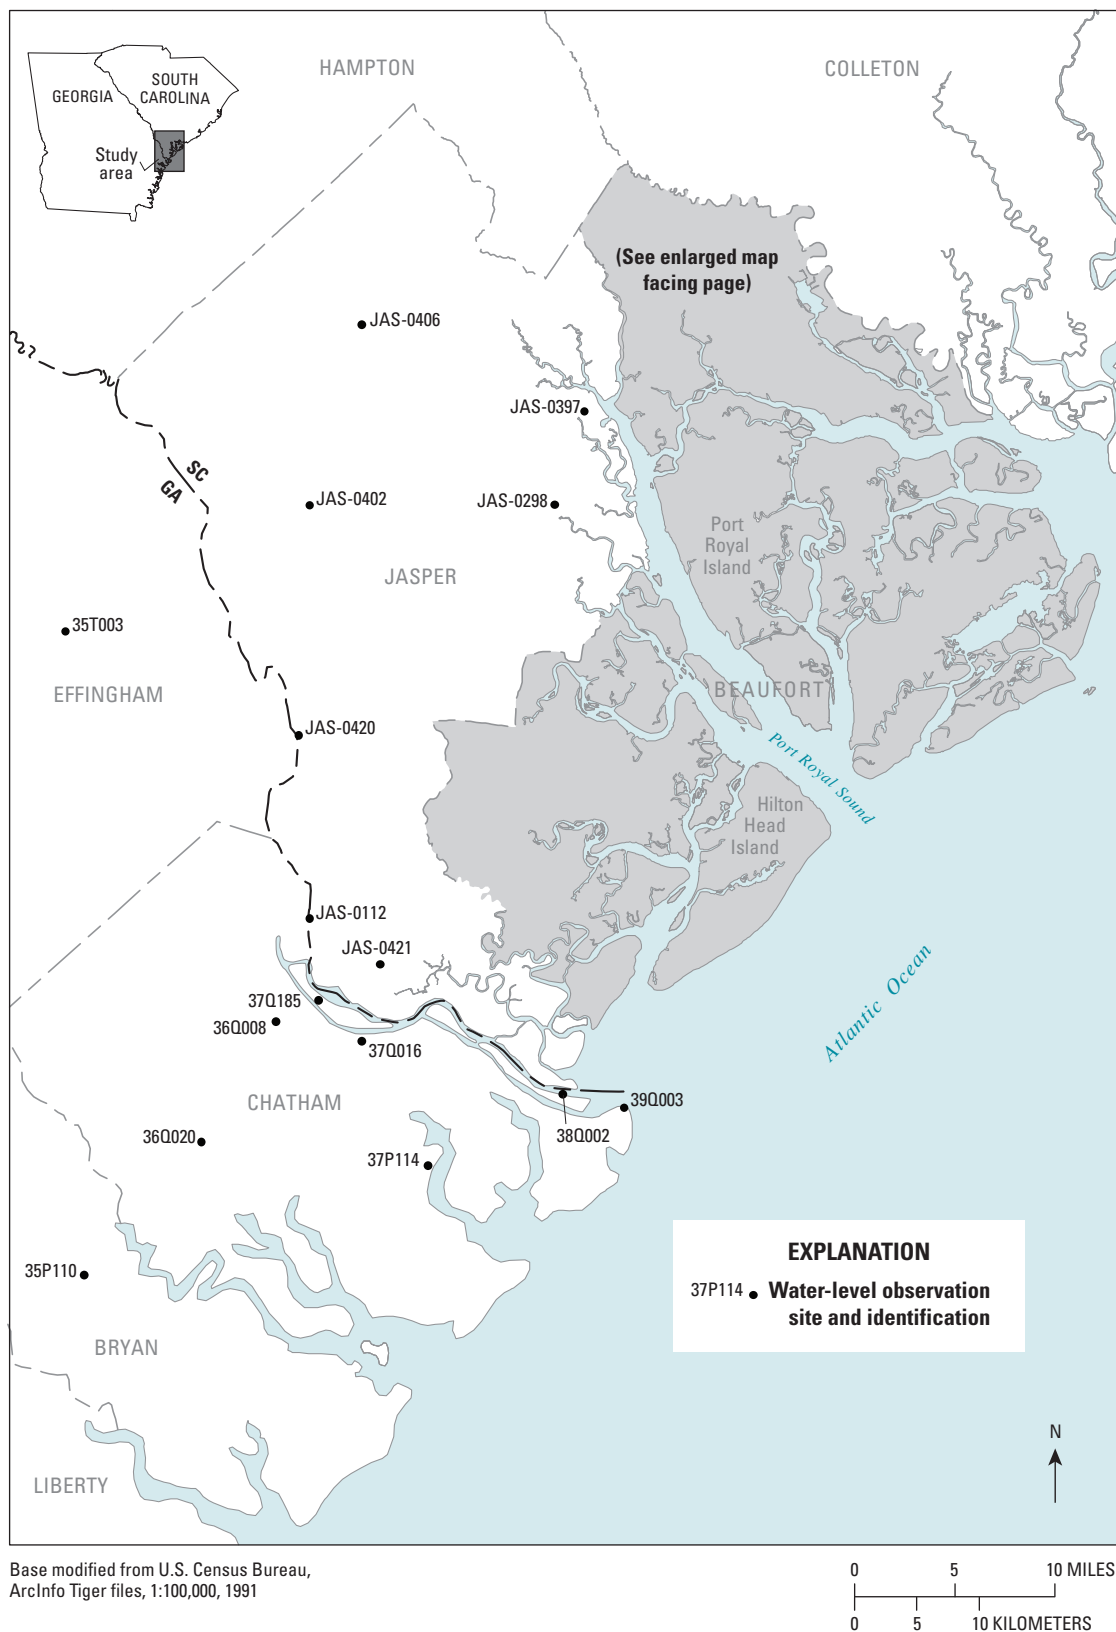 HAMPTON
COLLETON
GEORGIA
SOUTH
CAROLINA
Study
area
(See enlarged map
facing page)
JAS-0406
JAS-0397
SC
GA
JAS-0402
JAS-0298
Port
Royal
Island
JASPER
35T003
EFFINGHAM
BEAUFORT
JAS-0420
Port Royal Sound
Hilton
Head
Island
JAS-0112
JAS-0421
Atlantic Ocean
37Q185
36Q008
37Q016
CHATHAM
39Q003
38Q002
36Q020
37P114
35P110
EXPLANATION
37P114 Water-level observation
site and identification
BRYAN
LIBERTY
N
Base modified from U.S. Census Bureau,
ArcInfo Tiger files, 1:100,000, 1991
0 5 10 MILES
0 5 10 KILOMETERS